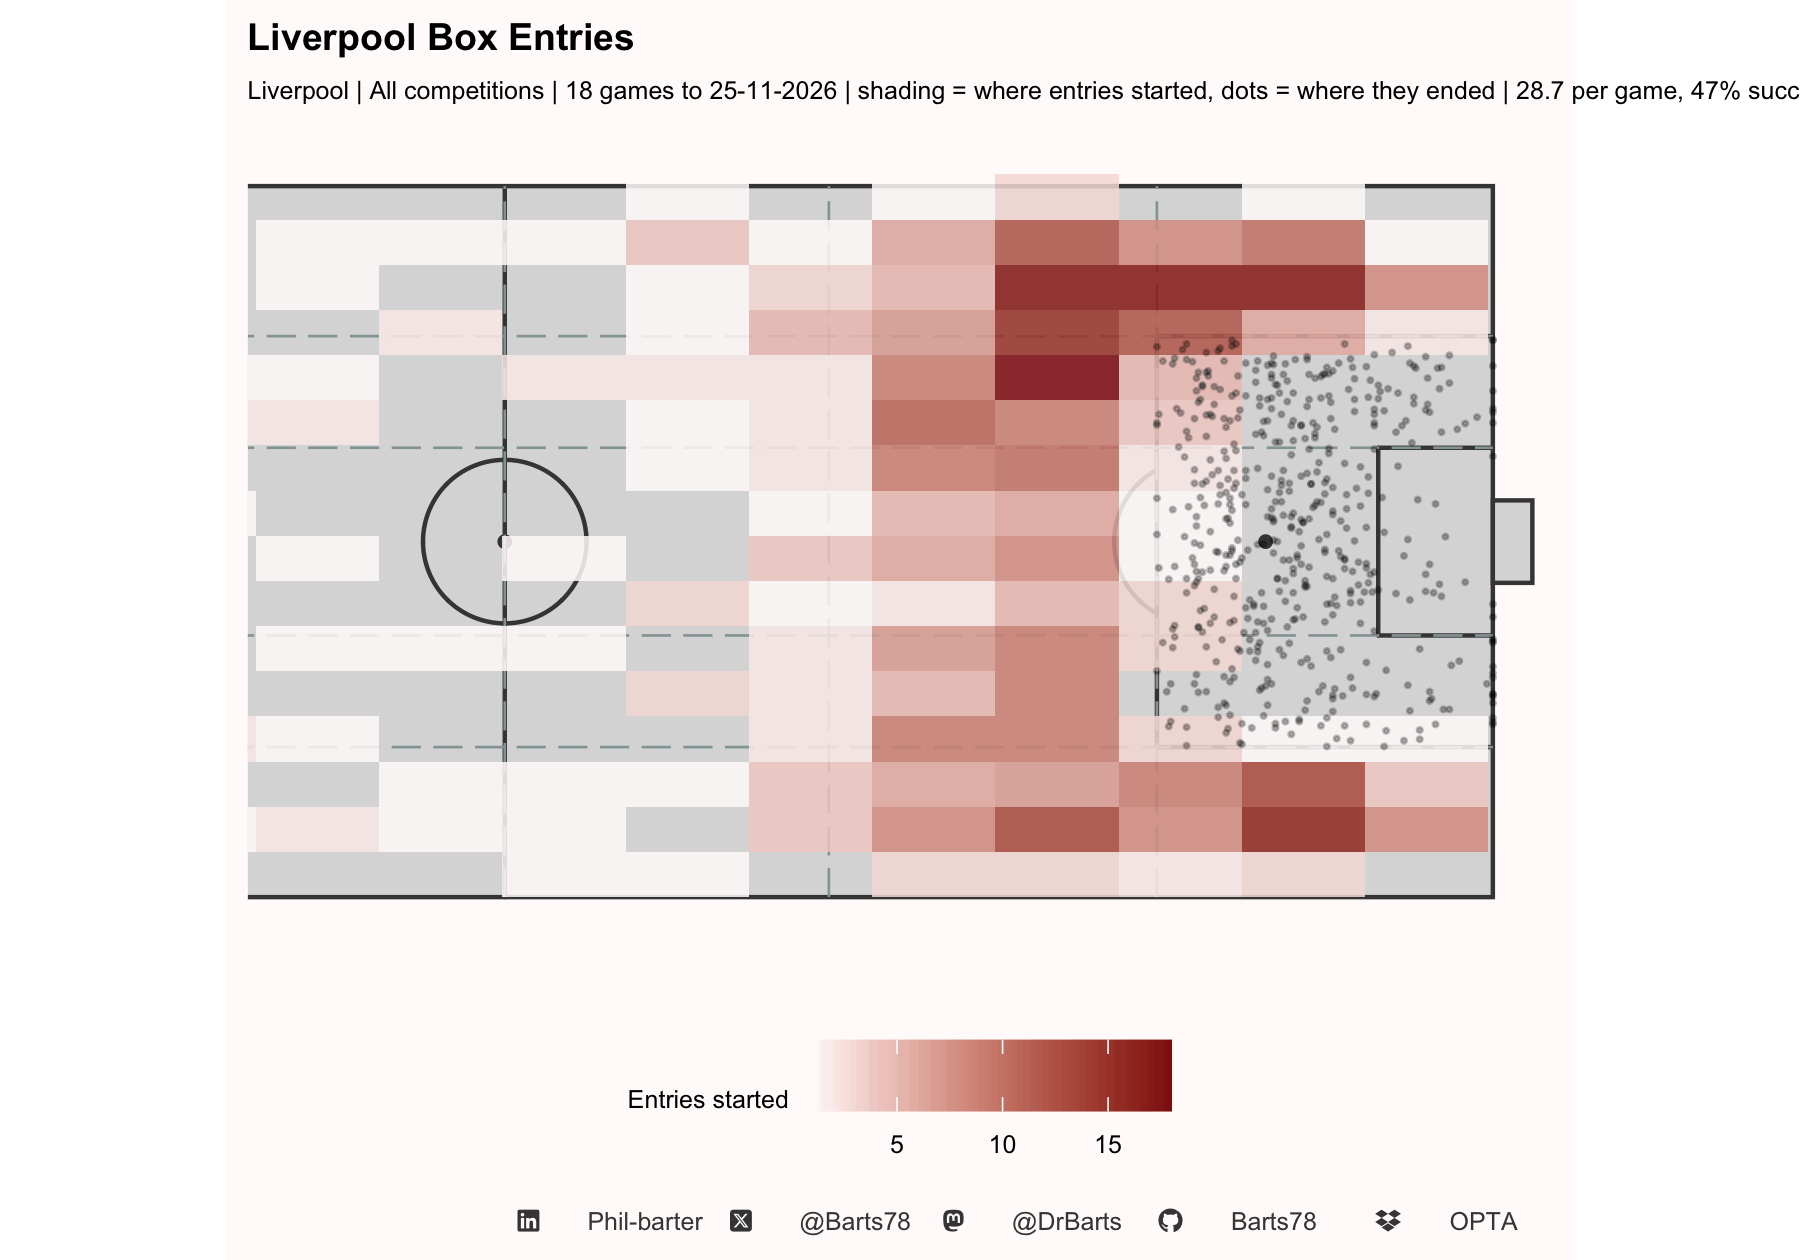 Liverpool Box Entries
Liverpool | All competitions | 18 games to 25-11-2026 | shading = where entries started, dots = where they ended | 28.7 per game, 47% succ
Entries started
5 10 15
Phil-barter @Barts78 @DrBarts Barts78 OPTA